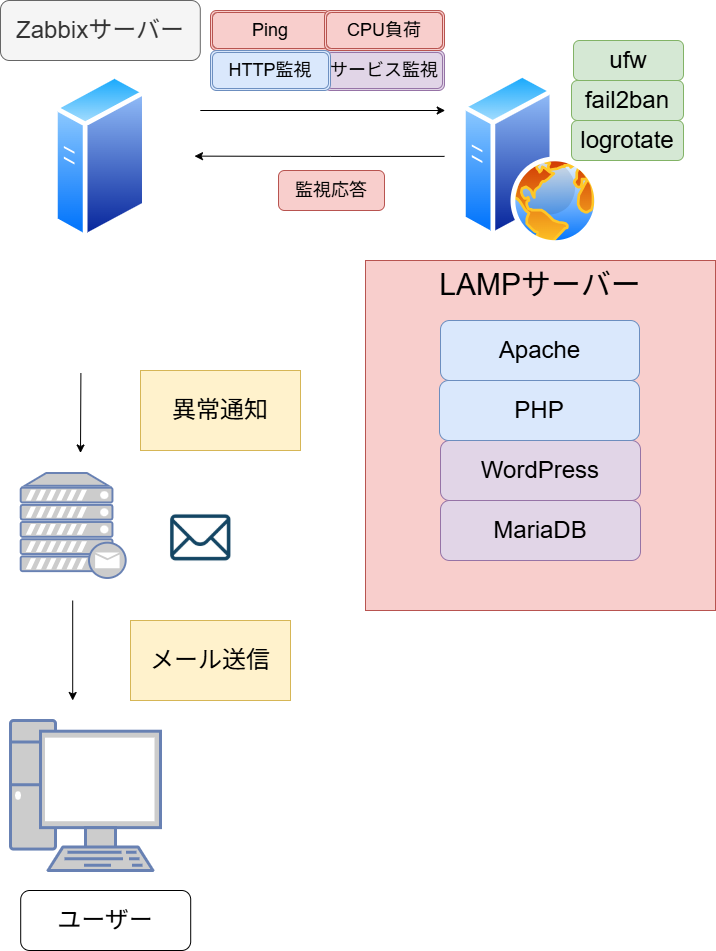 Zabbixサーバー
Ping
CPU負荷
HTTP監視
サービス監視
ufw
fail2ban
logrotate
監視応答
LAMPサーバー
Apache
PHP
WordPress
MariaDB
異常通知
メール送信
ユーザー